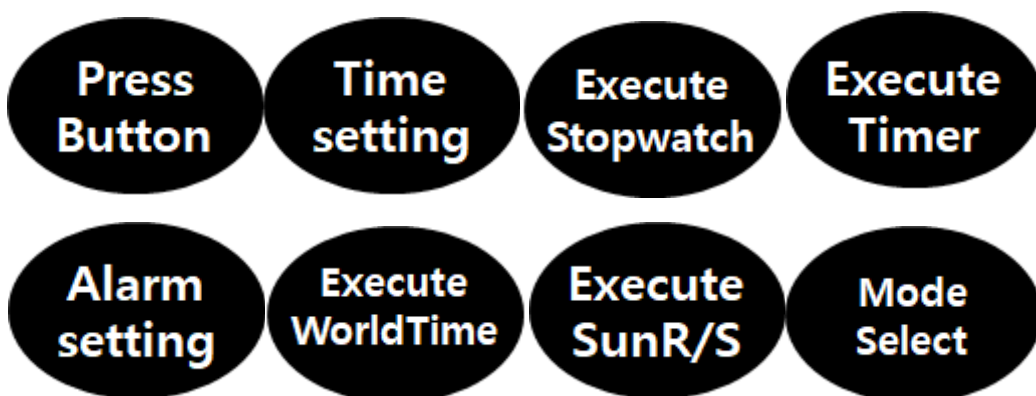 Press
Button
Time
setting
Execute
Stopwatch
Execute
Timer
Alarm
setting
Execute
WorldTime
Execute
SunR/S
Mode
Select